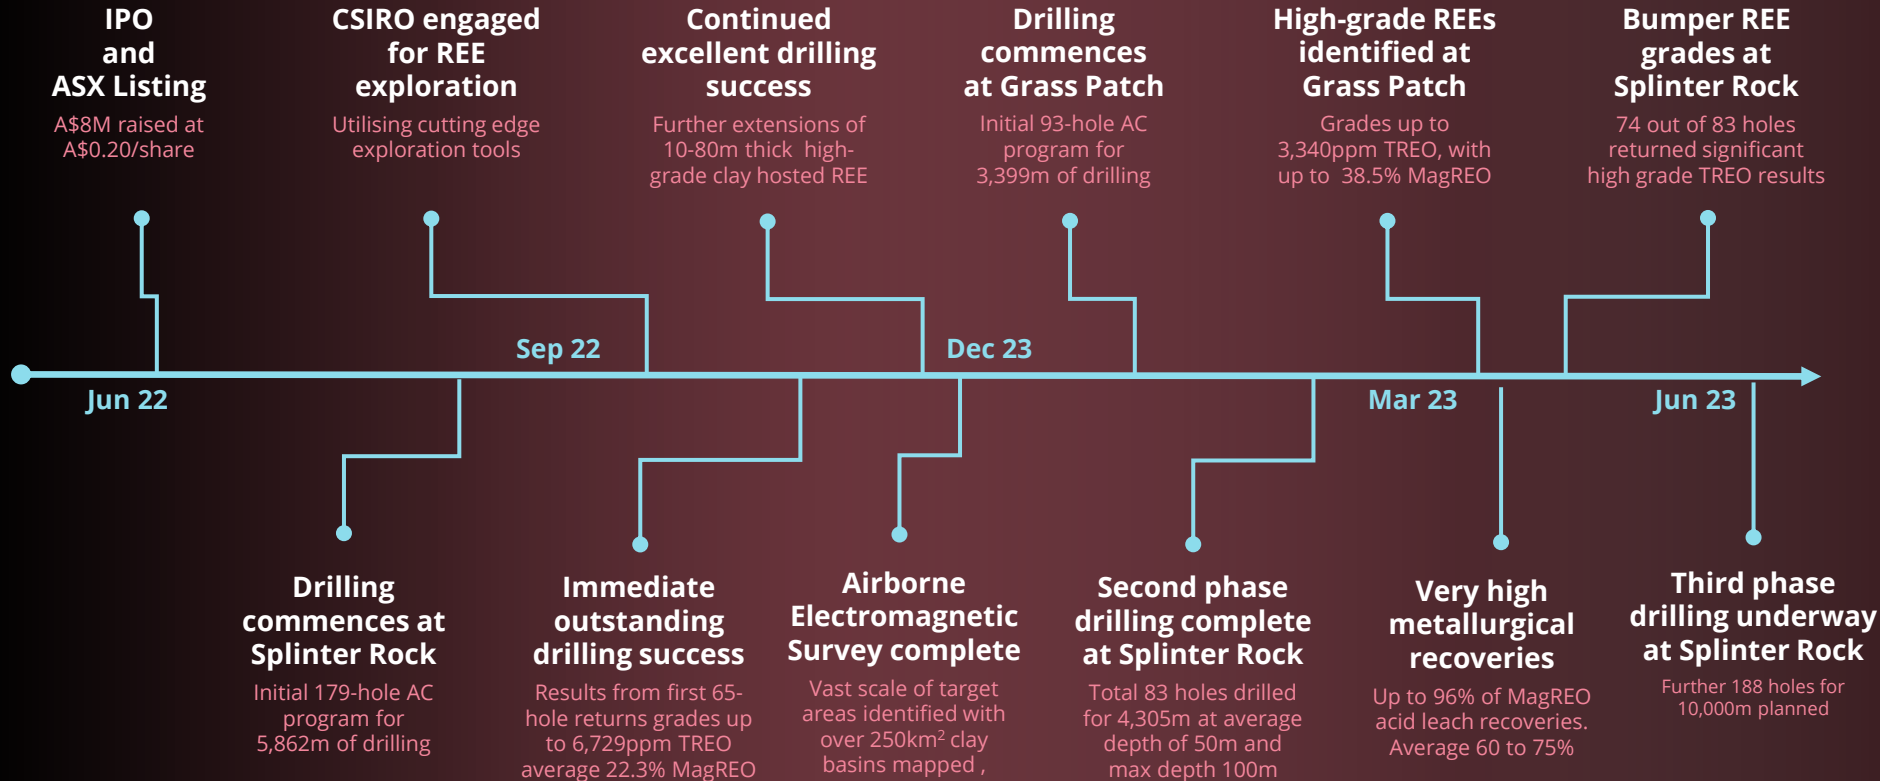 IPO
and
ASX Listing
A$8M raised at
A$0.20/share
CSIRO engaged
for REE
exploration
Utilising cutting edge
exploration tools
Continued
excellent drilling
success
Further extensions of
10-80m thick high-
grade clay hosted REE
Drilling
commences
at Grass Patch
Initial 93-hole AC
program for
3,399m of drilling
High-grade REEs
identified at
Grass Patch
Grades up to
3,340ppm TREO, with
up to 38.5% MagREO
Bumper REE
grades at
Splinter Rock
74 out of 83 holes
returned significant
high grade TREO results
Jun 22
Sep 22
Dec 23
Mar 23
Jun 23
Drilling
commences at
Splinter Rock
Initial 179-hole AC
program for
5,862m of drilling
Immediate
outstanding
drilling success
Results from first 65-
hole returns grades up
to 6,729ppm TREO
average 22.3% MagREO
Airborne
Electromagnetic
Survey complete
Vast scale of target
areas identified with
over 250km² clay
basins mapped ,
Second phase
drilling complete
at Splinter Rock
Total 83 holes drilled
for 4,305m at average
depth of 50m and
max depth 100m
Very high
metallurgical
recoveries
Up to 96% of MagREO
acid leach recoveries.
Average 60 to 75%
Third phase
drilling underway
at Splinter Rock
Further 188 holes for
10,000m planned